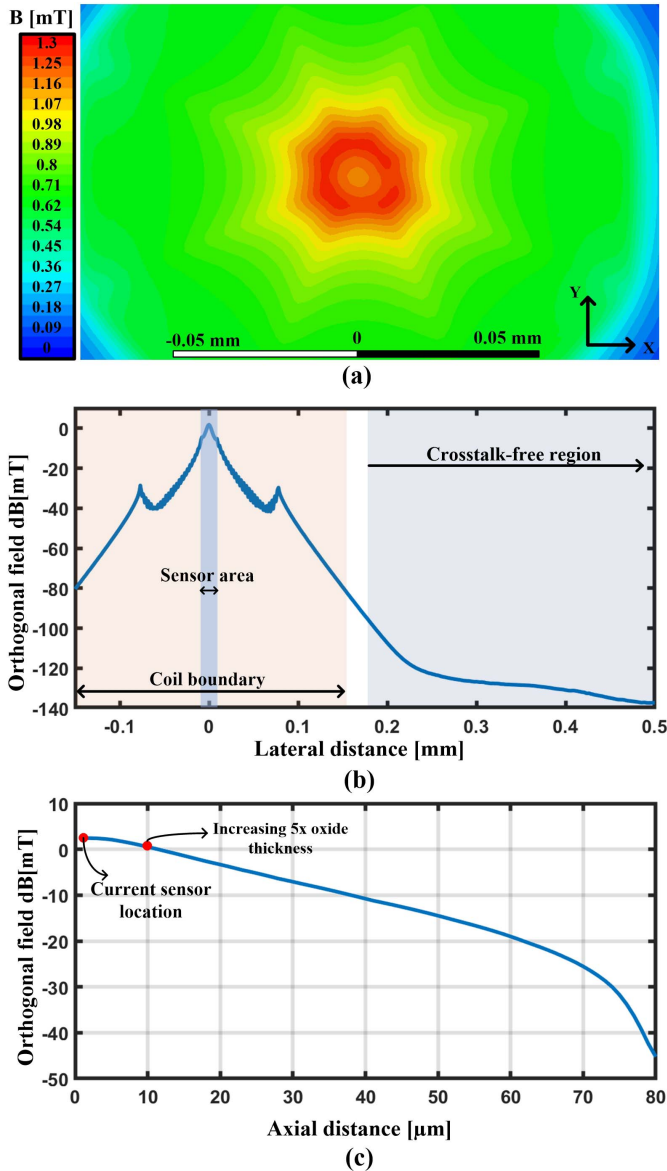 B [mT]
1.3
1.25
1.16
1.07
0.98
0.89
0.8
0.71
0.62
0.54
0.45
0.36
0.27
0.18
0.09
0
-0.05 mm 0 0.05 mm
Y
X
(a)
Orthogonal field dB[mT]
0
-20
-40
-60
-80
-100
-120
-140
Crosstalk-free region
Sensor area
Coil boundary
-0.1 0 0.1 0.2 0.3 0.4 0.5
Lateral distance [mm]
(b)
Orthogonal field dB[mT]
10
0
-10
-20
-30
-40
-50
Increasing 5x oxide
thickness
Current sensor
location
0 10 20 30 40 50 60 70 80
Axial distance [µm]
(c)